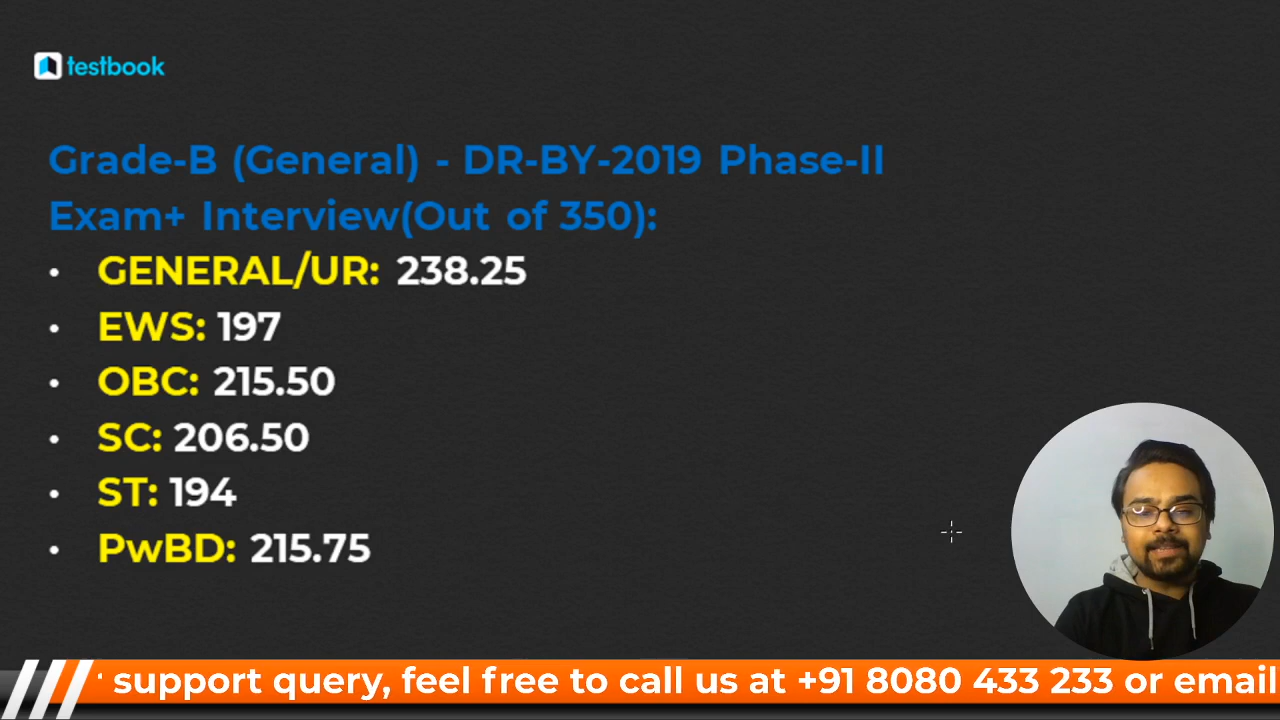 testbook
Grade-B (General) - DR-BY-2019 Phase-II
Exam+ Interview(Out of 350):
• GENERAL/UR: 238.25
• EWS: 197
• OBC: 215.50
• SC: 206.50
• ST: 194
• PwBD: 215.75
support query, feel free to call us at +91 8080 433 233 or email